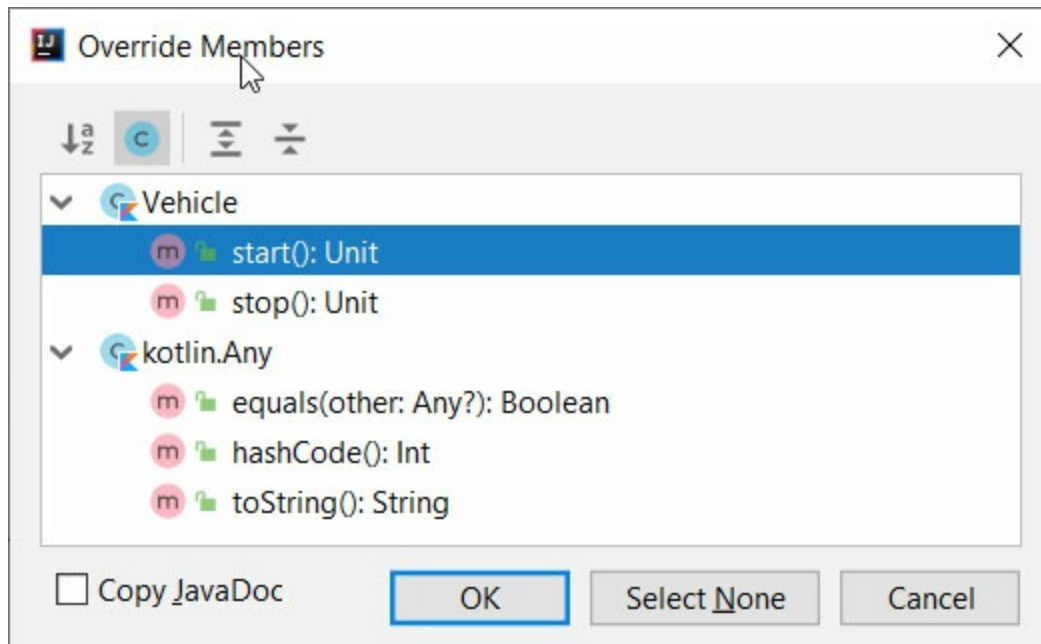 IJ
Override Members
a
z
C
Vehicle
m start(): Unit
m stop(): Unit
kotlin.Any
m equals(other: Any?): Boolean
m hashCode(): Int
m toString(): String
Copy JavaDoc OK Select None Cancel